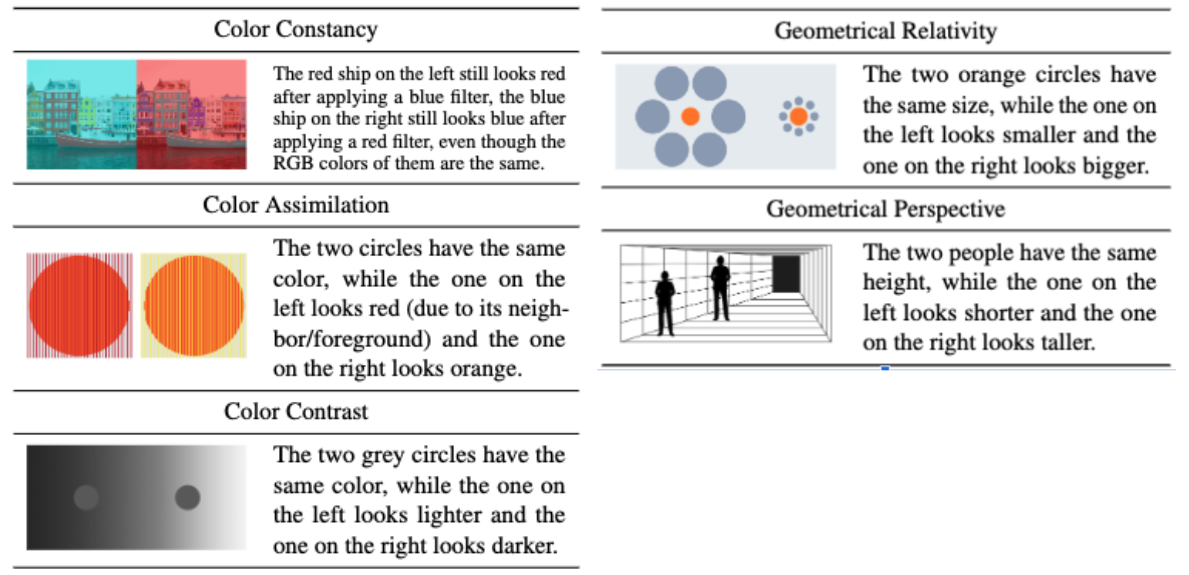 Color Constancy
The red ship on the left still looks red
after applying a blue filter, the blue
ship on the right still looks blue after
applying a red filter, even though the
RGB colors of them are the same.
Color Assimilation
The two circles have the same
color, while the one on the
left looks red (due to its neigh-
bor/foreground) and the one
on the right looks orange.
Color Contrast
The two grey circles have the
same color, while the one on
the left looks lighter and the
one on the right looks darker.
Geometrical Relativity
The two orange circles have
the same size, while the one on
the left looks smaller and the
one on the right looks bigger.
Geometrical Perspective
The two people have the same
height, while the one on the
left looks shorter and the one
on the right looks taller.